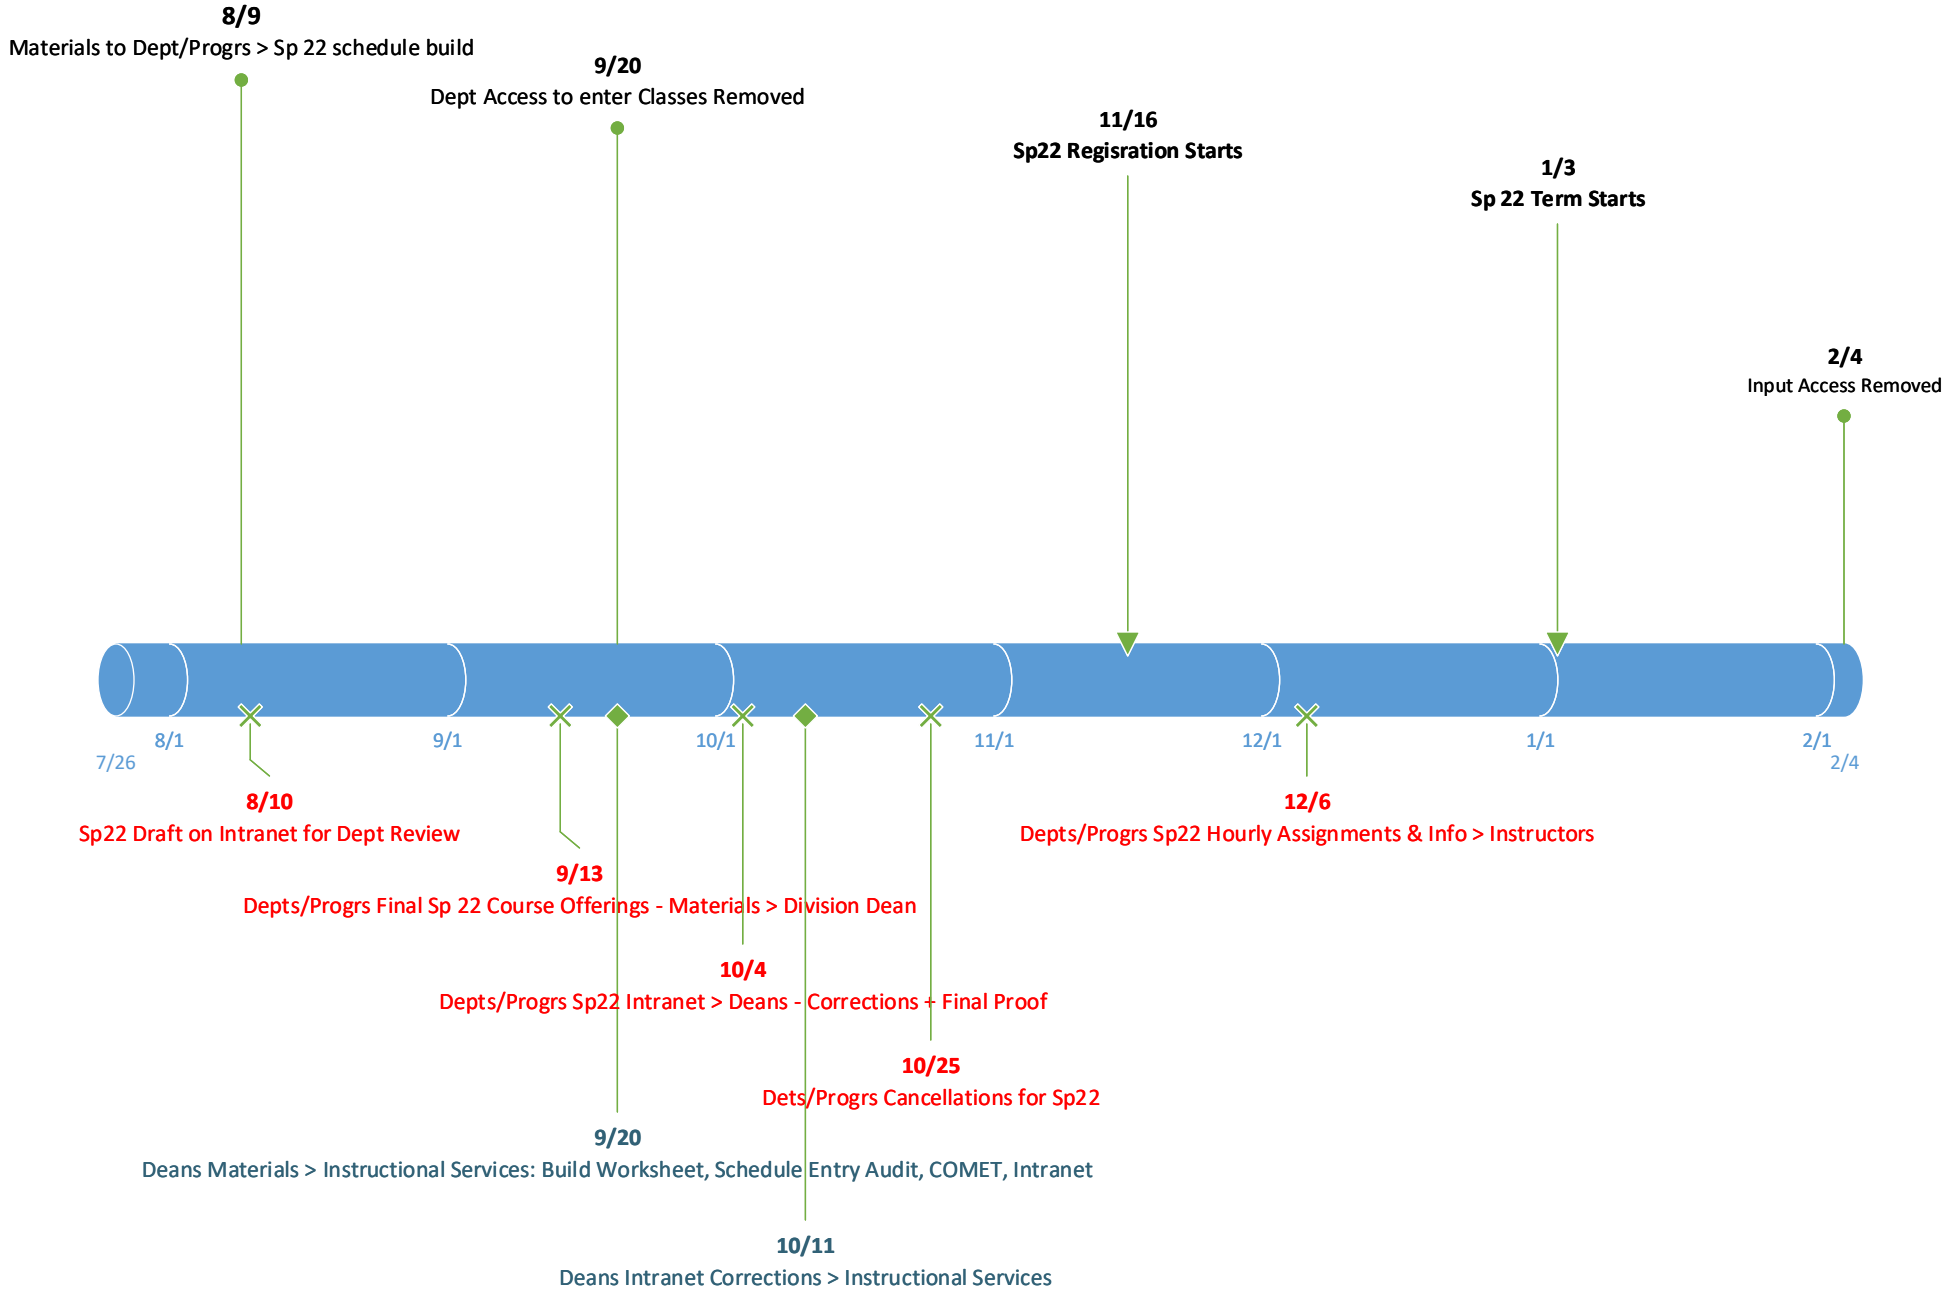 8/9
Materials to Dept/Progrs > Sp 22 schedule build
9/20
Dept Access to enter Classes Removed
11/16
Sp22 Regisration Starts
1/3
Sp 22 Term Starts
2/4
Input Access Removed
8/1
9/1
10/1
11/1
12/1
1/1
2/1
7/26
2/4
8/10
Sp22 Draft on Intranet for Dept Review
12/6
Depts/Progrs Sp22 Hourly Assignments & Info > Instructors
9/13
Depts/Progrs Final Sp 22 Course Offerings - Materials > Division Dean
10/4
Depts/Progrs Sp22 Intranet > Deans - Corrections + Final Proof
10/25
Dets/Progrs Cancellations for Sp22
9/20
Deans Materials > Instructional Services: Build Worksheet, Schedule Entry Audit, COMET, Intranet
10/11
Deans Intranet Corrections > Instructional Services